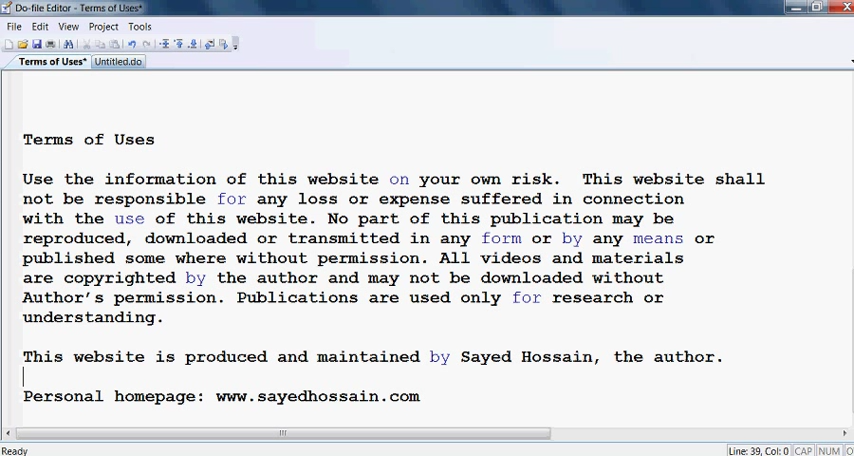 Do-file Editor - Terms of Uses*
File Edit View Project Tools
Terms of Uses* Untitled.do
Terms of Uses
Use the information of this website on your own risk.  This website shall
not be responsible for any loss or expense suffered in connection
with the use of this website. No part of this publication may be
reproduced, downloaded or transmitted in any form or by any means or
published some where without permission. All videos and materials
are copyrighted by the author and may not be downloaded without
Author's permission. Publications are used only for research or
understanding.
This website is produced and maintained by Sayed Hossain, the author.
Personal homepage: www.sayedhossain.com
Ready Line: 39, Col: 0 CAP NUM O